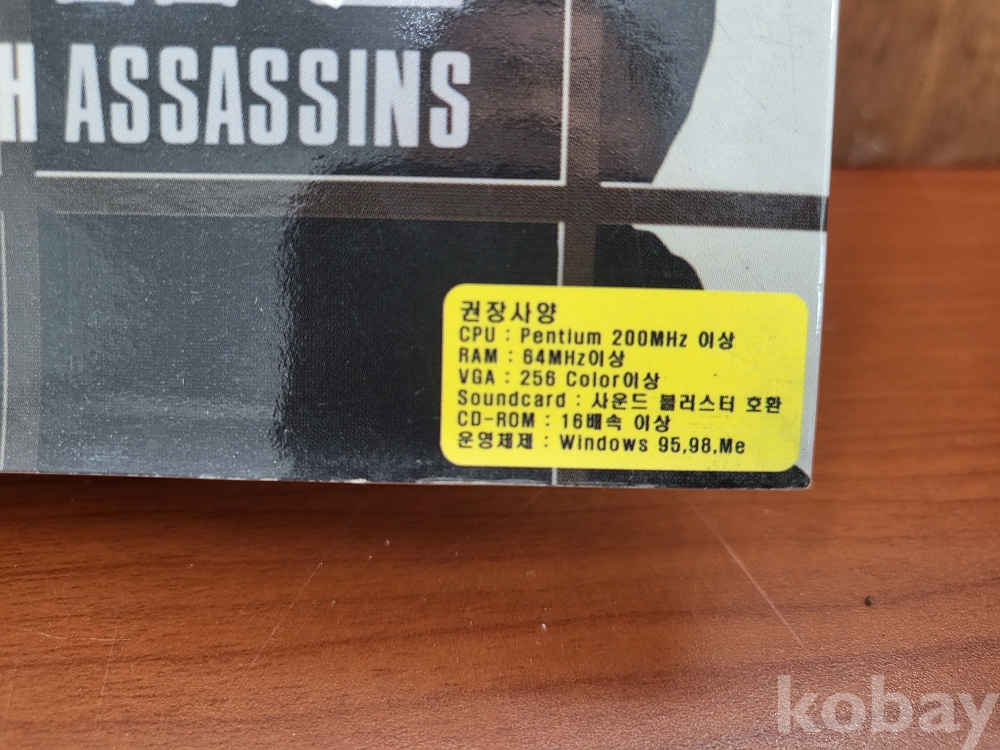 H ASSASSINS
권장사양
CPU : Pentium 200MHz 이상
RAM : 64MHz이상
VGA : 256 Color이상
Soundcard : 사운드 블러스터 호환
CD-ROM : 16배속 이상
운영체제 : Windows 95,98,Me
kobay